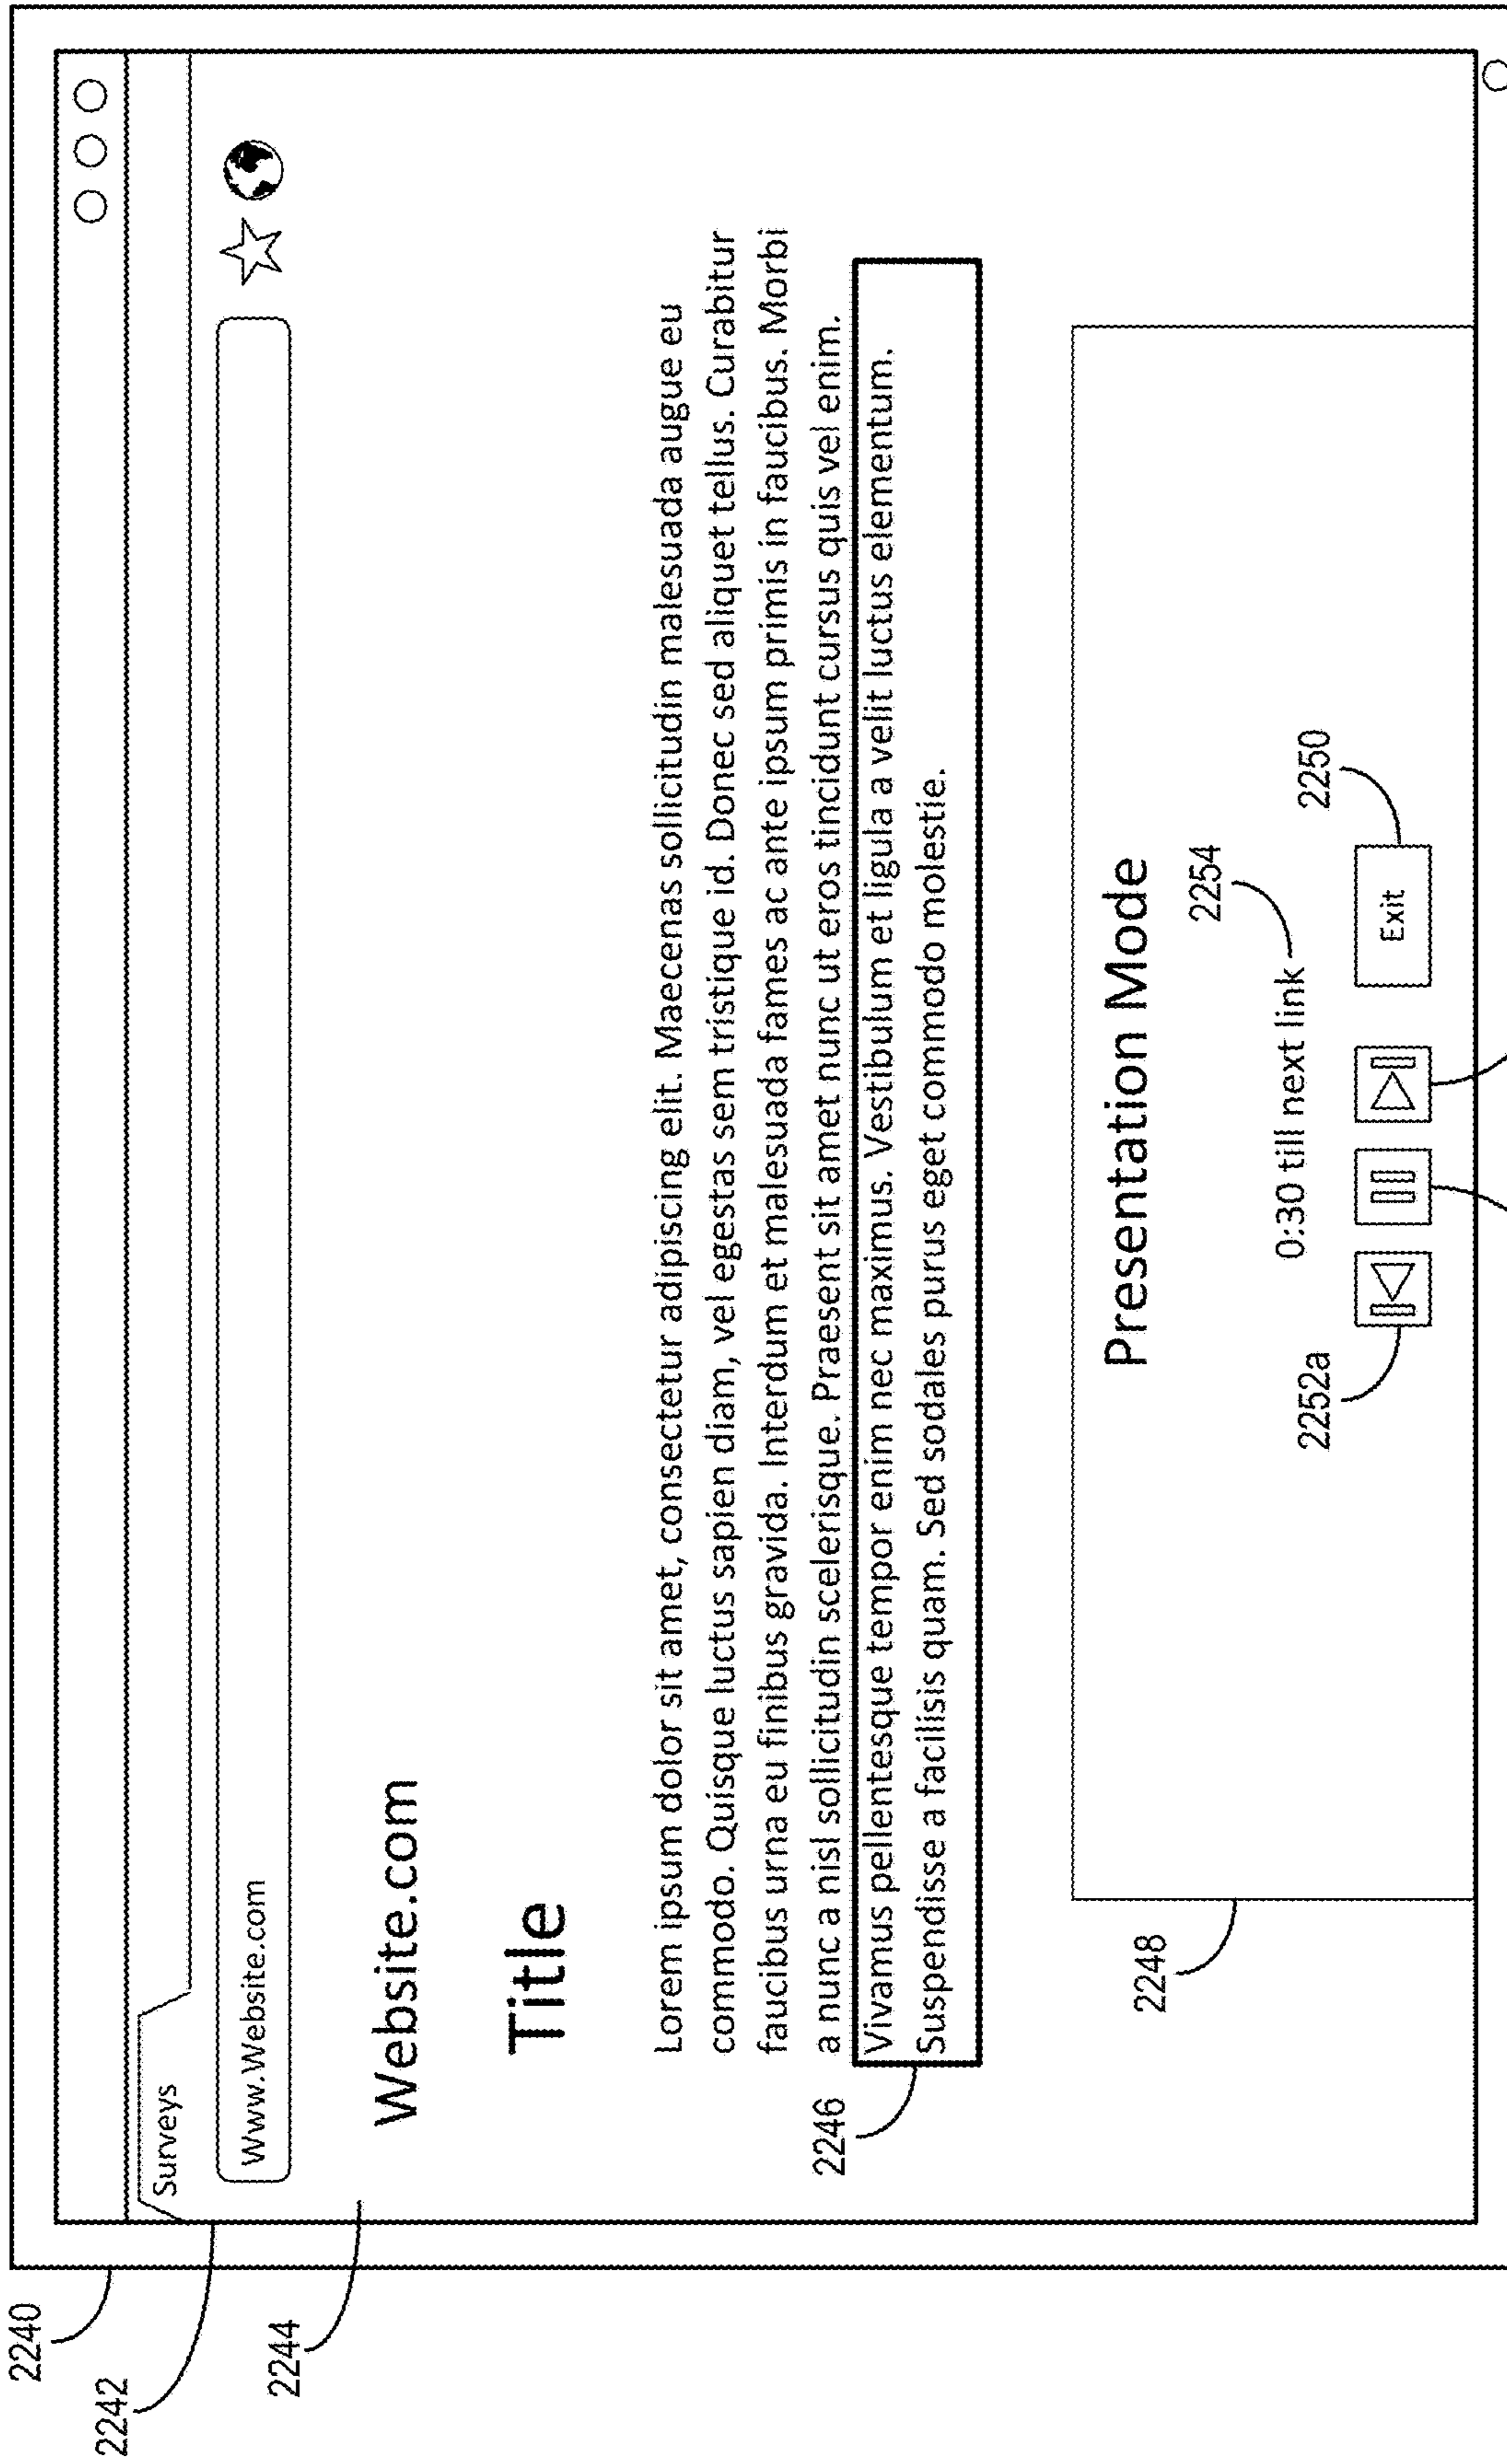 2240
2242
Surveys
Www.Website.com
2244
Website.com
Title
Lorem ipsum dolor sit amet, consectetur adipiscing elit. Maecenas sollicitudin malesuada augue eu
commodo. Quisque luctus sapien diam, vel egestas sem tristique id. Donec sed aliquet tellus. Curabitur
faucibus urna eu finibus gravida. Interdum et malesuada fames ac ante ipsum primis in faucibus. Morbi
a nunc a nisl sollicitudin scelerisque. Praesent sit amet nunc ut eros tincidunt cursus quis vel enim.
2246
Vivamus pellentesque tempor enim nec maximus. Vestibulum et ligula a velit luctus elementum.
Suspendisse a facilisis quam. Sed sodales purus eget commodo molestie.
Presentation Mode
2248
2254
0:30 till next link
2252a
2250
Exit